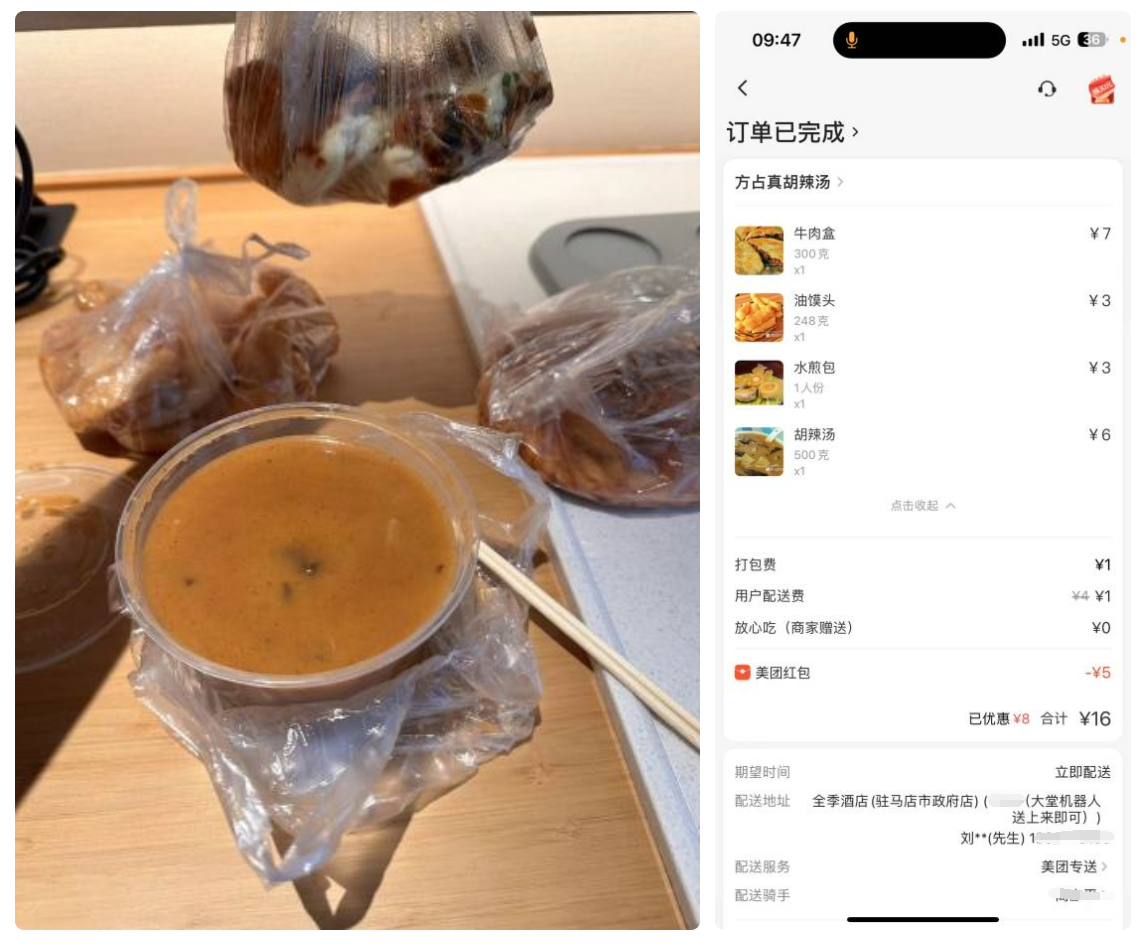 09:47
5G
36
订单已完成
方占真胡辣汤
牛肉盒
¥7
300克
x1
油馍头
¥3
248克
x1
水煎包
¥3
1人份
x1
胡辣汤
¥6
500克
x1
点击收起
打包费
¥1
用户配送费
¥4 ¥1
放心吃（商家赠送）
¥0
美团红包
-¥5
已优惠¥8 合计 ¥16
期望时间
立即配送
配送地址
全季酒店(驻马店市政府店) (
(大堂机器人
送上来即可）)
刘**(先生) 1
配送服务
美团专送
配送骑手